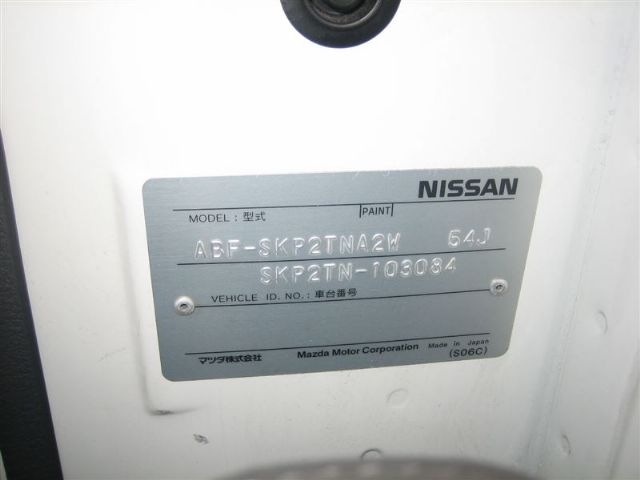 NISSAN
MODEL : 型式 PAINT
ABF-SKP2TNA2W 54J
SKP2TN-103084
VEHICLE ID. NO. : 車台番号
マツダ株式会社 Mazda Motor Corporation Made in Japan
(S06C)